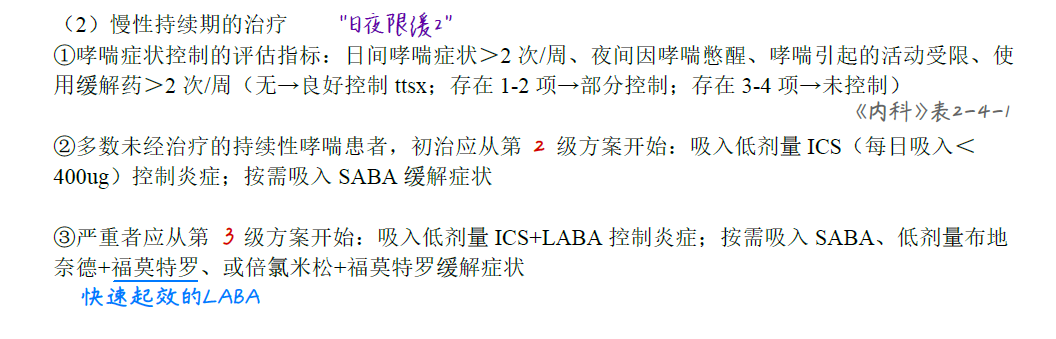 （2）慢性持续期的治疗 "日夜限缓2"
①哮喘症状控制的评估指标：日间哮喘症状＞2 次/周、夜间因哮喘憋醒、哮喘引起的活动受限、使
用缓解药＞2 次/周（无→良好控制 ttsx；存在 1-2 项→部分控制；存在 3-4 项→未控制）
《内科》表2-4-1
②多数未经治疗的持续性哮喘患者，初治应从第 2 级方案开始：吸入低剂量 ICS（每日吸入＜
400ug）控制炎症；按需吸入 SABA 缓解症状
③严重者应从第 3 级方案开始：吸入低剂量 ICS+LABA 控制炎症；按需吸入 SABA、低剂量布地
奈德+福莫特罗、或倍氯米松+福莫特罗缓解症状
快速起效的LABA